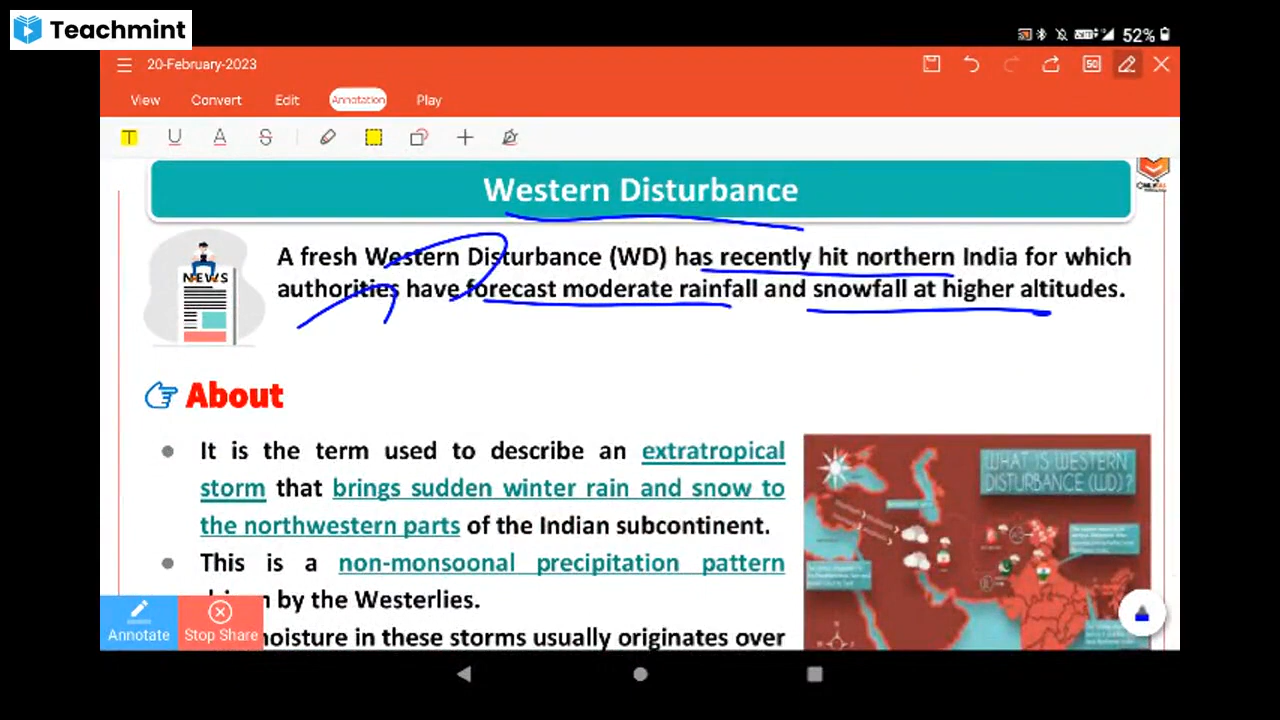 Teachmint
52%
20-February-2023
50
View Convert Edit Annotation Play
T U A S
Western Disturbance
NEWS
A fresh Western Disturbance (WD) has recently hit northern India for which
authorities have forecast moderate rainfall and snowfall at higher altitudes.
About
It is the term used to describe an extratropical
storm that brings sudden winter rain and snow to
the northwestern parts of the Indian subcontinent.
This is a non-monsoonal precipitation pattern
by the Westerlies.
in these storms usually originates over
WHAT IS WESTERN
DISTURBANCE (WD)?
Annotate Stop Share